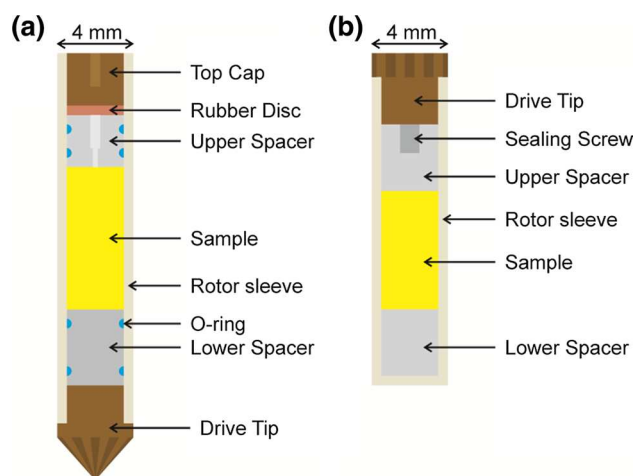 (a)
4 mm
Top Cap
Rubber Disc
Upper Spacer
Sample
Rotor sleeve
O-ring
Lower Spacer
Drive Tip
(b)
4 mm
Drive Tip
Sealing Screw
Upper Spacer
Rotor sleeve
Sample
Lower Spacer